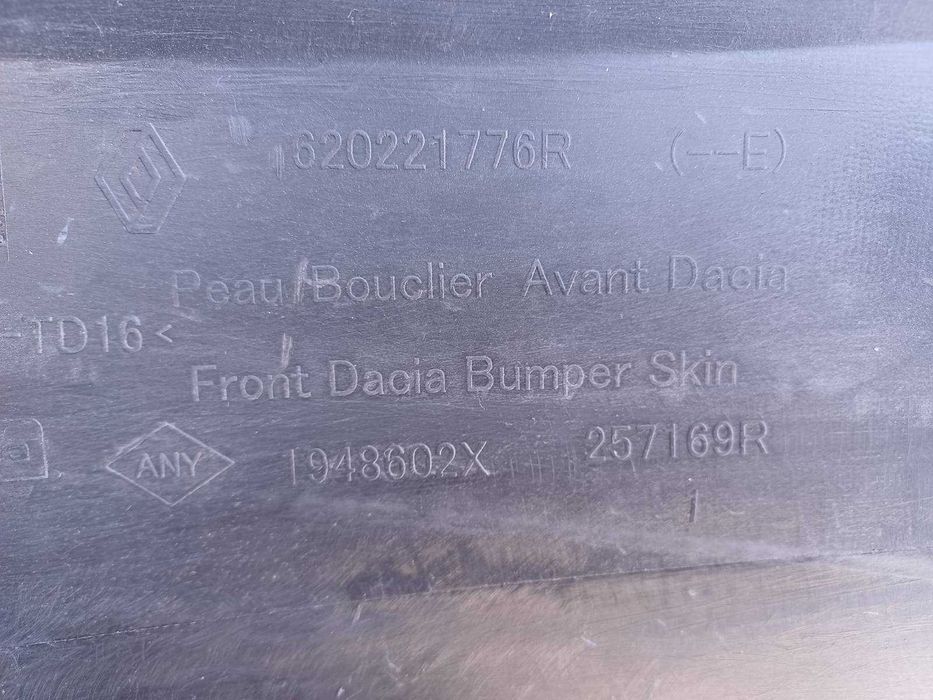 620221776R (--E)
Peau Bouclier Avant Dacia
-TD16<
Front Dacia Bumper Skin
ANY 1948602X 257169R